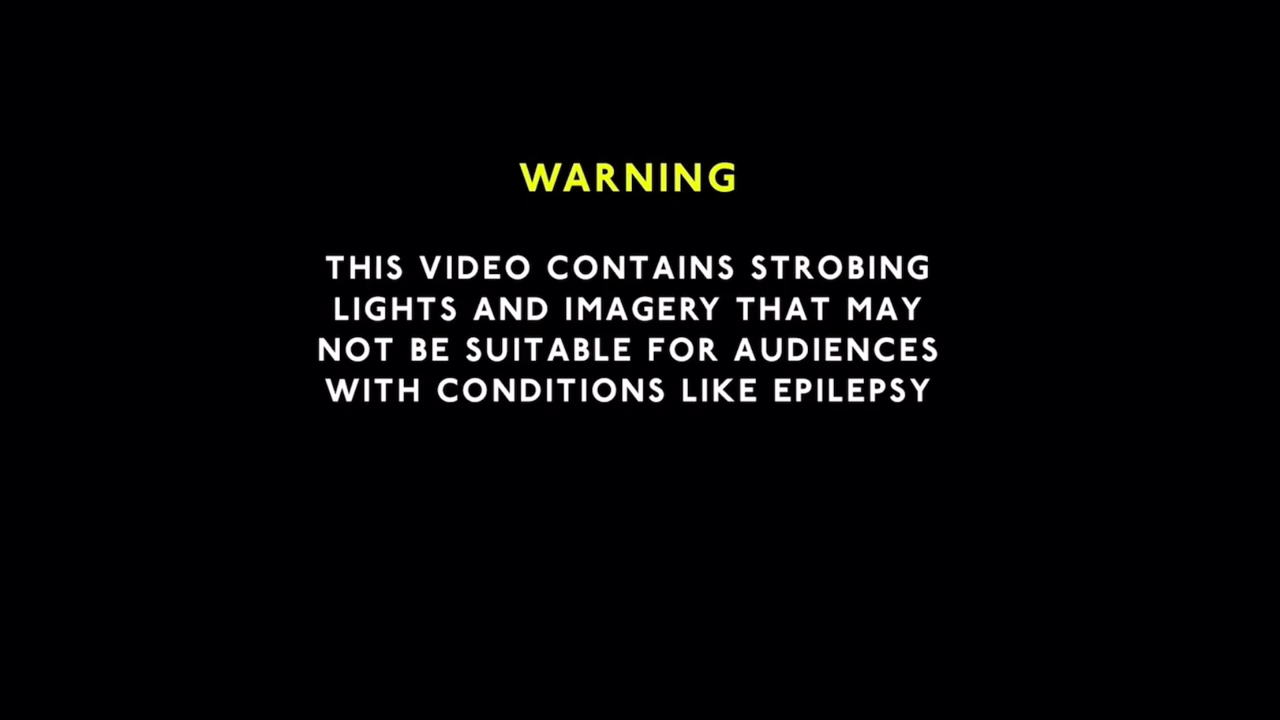 WARNING
THIS VIDEO CONTAINS STROBING
LIGHTS AND IMAGERY THAT MAY
NOT BE SUITABLE FOR AUDIENCES
WITH CONDITIONS LIKE EPILEPSY